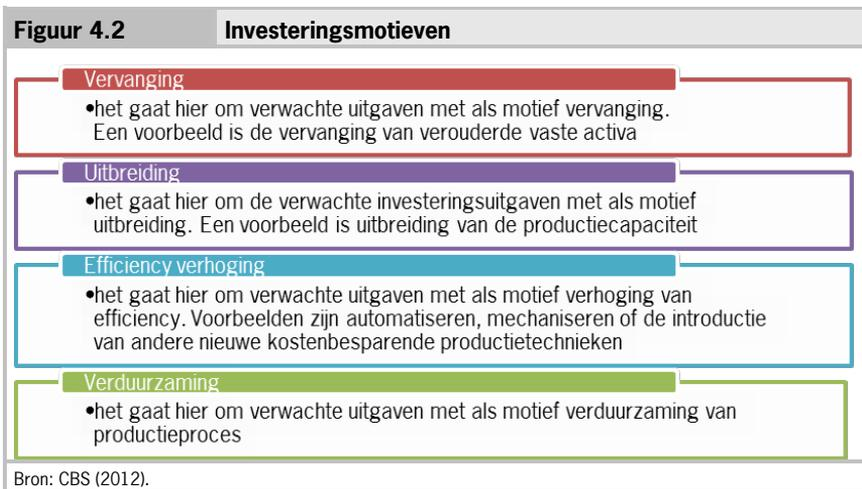 Figuur 4.2 Investeringsmotieven
Vervanging
•het gaat hier om verwachte uitgaven met als motief vervanging.
Een voorbeeld is de vervanging van verouderde vaste activa
Uitbreiding
•het gaat hier om de verwachte investeringsuitgaven met als motief
uitbreiding. Een voorbeeld is uitbreiding van de productiecapaciteit
Efficiency verhoging
•het gaat hier om verwachte uitgaven met als motief verhoging van
efficiency. Voorbeelden zijn automatiseren, mechaniseren of de introductie
van andere nieuwe kostenbesparende productietechnieken
Verduurzaming
•het gaat hier om verwachte uitgaven met als motief verduurzaming van
productieproces
Bron: CBS (2012).